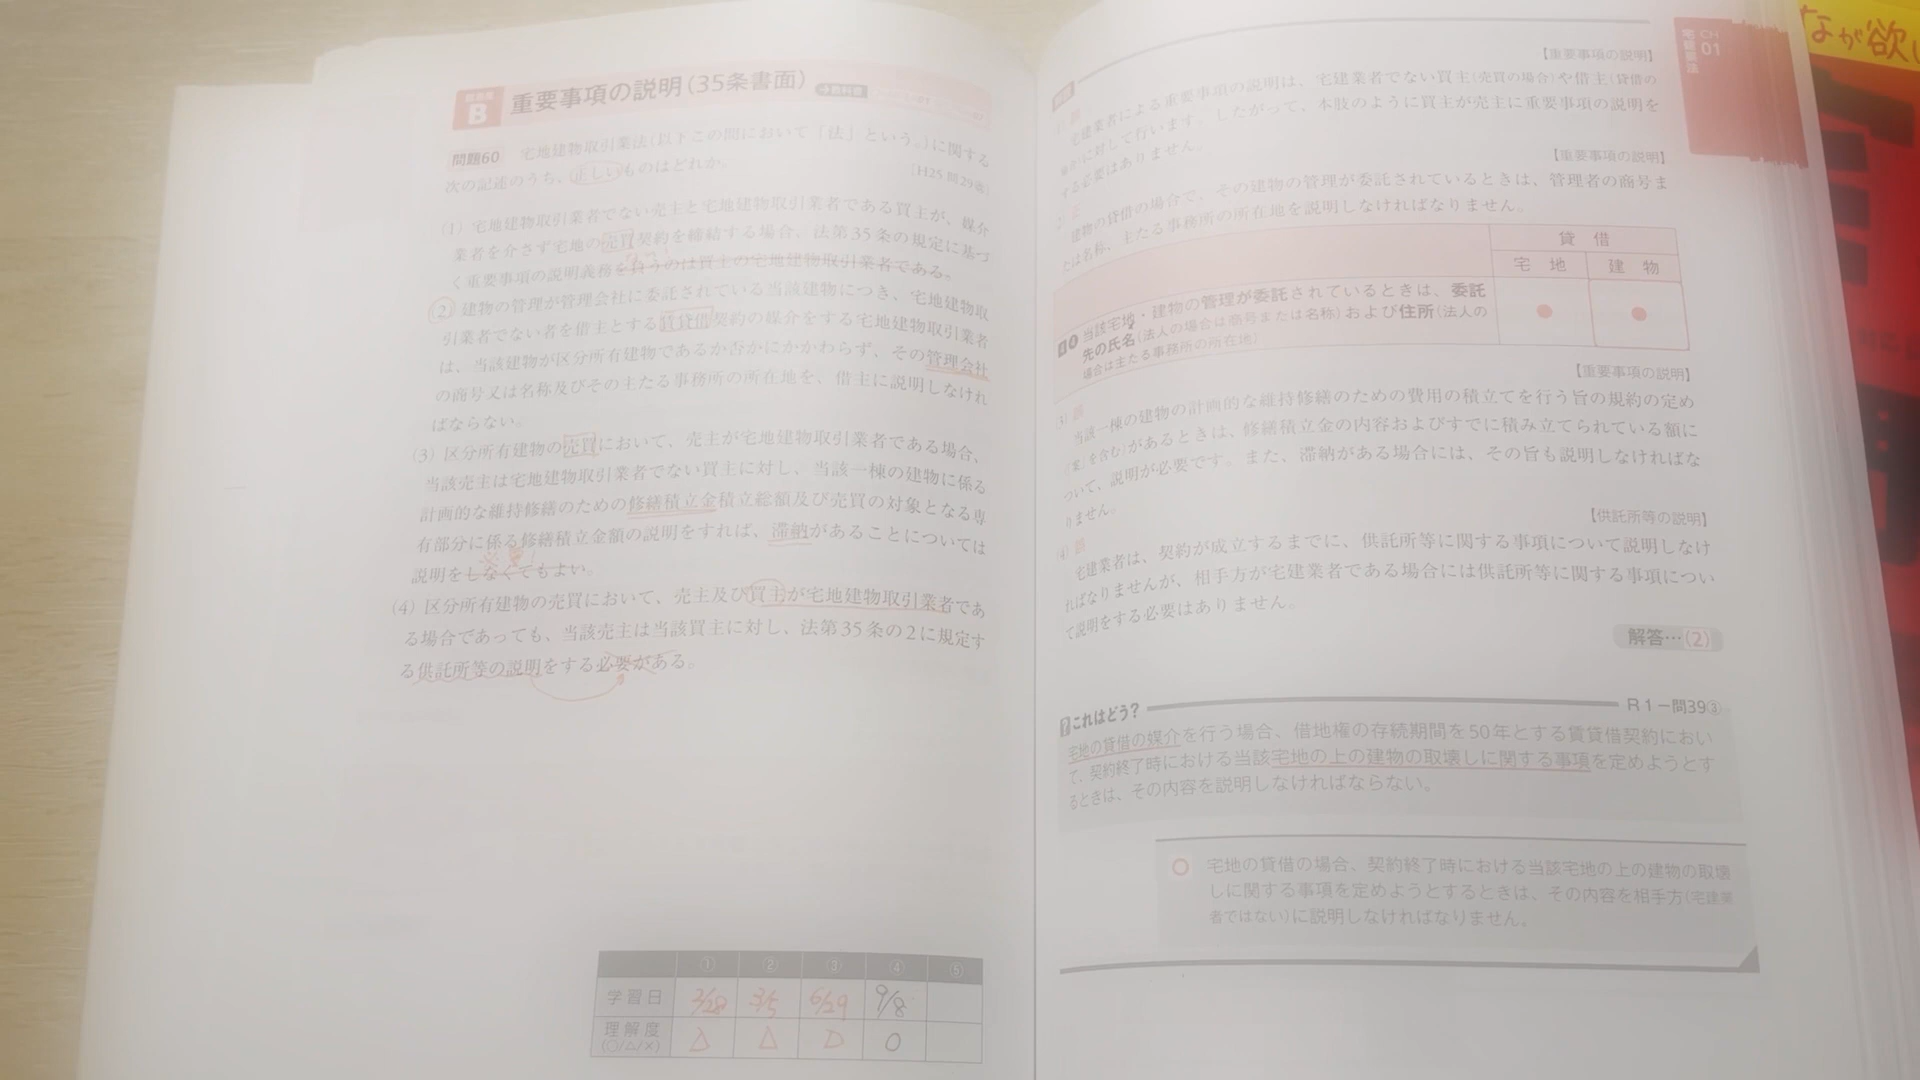 B 重要事項の説明(35条書面)
問題60 宅地建物取引業法(以下この問において「法」という。)に関する
次の記述のうち、正しいものはどれか。
[H25 問29改]
(1) 宅地建物取引業者でない売主と宅地建物取引業者である買主が、媒介
業者を介さず宅地の売買契約を締結する場合、法第35条の規定に基づ
く重要事項の説明義務を負うのは買主の宅地建物取引業者である。
(2) 建物の管理が管理会社に委託されている当該建物につき、宅地建物取
引業者でない者を借主とする賃貸借契約の媒介をする宅地建物取引業者
は、当該建物が区分所有建物であるか否かにかかわらず、その管理会社
の商号又は名称及びその主たる事務所の所在地を、借主に説明しなけれ
ばならない。
(3) 区分所有建物の売買において、売主が宅地建物取引業者である場合、
当該売主は宅地建物取引業者でない買主に対し、当該一棟の建物に係る
計画的な維持修繕のための修繕積立金積立総額及び売買の対象となる専
有部分に係る修繕積立金額の説明をすれば、滞納があることについては
説明をしなくてもよい。
(4) 区分所有建物の売買において、売主及び買主が宅地建物取引業者であ
る場合であっても、当該売主は当該買主に対し、法第35条の2に規定す
る供託所等の説明をする必要がある。
① ② ③ ④ ⑤
学習日 3/28 3/5 6/29 9/8
理解度 △ △ △ ○
(○/△/×)
CH 01
宅建業法
【重要事項の説明】
宅建業者による重要事項の説明は、宅建業者でない買主(売買の場合)や借主(貸借の
場合)に対して行います。したがって、本肢のように買主が売主に重要事項の説明を
する必要はありません。
【重要事項の説明】
建物の貸借の場合で、その建物の管理が委託されているときは、管理者の商号ま
たは名称、主たる事務所の所在地を説明しなければなりません。
貸 借
宅 地 建 物
当該宅地・建物の管理が委託されているときは、委託
先の氏名(法人の場合は商号または名称)および住所(法人の
場合は主たる事務所の所在地)
● ●
【重要事項の説明】
(3) 誤
当該一棟の建物の計画的な維持修繕のための費用の積立てを行う旨の規約の定め
(「案」を含む)があるときは、修繕積立金の内容およびすでに積み立てられている額に
ついて、説明が必要です。また、滞納がある場合には、その旨も説明しなければな
りません。
【供託所等の説明】
(4) 誤
宅建業者は、契約が成立するまでに、供託所等に関する事項について説明しなけ
ればなりませんが、相手方が宅建業者である場合には供託所等に関する事項につい
て説明をする必要はありません。
解答…(2)
?これはどう?
R1-問39③
宅地の貸借の媒介を行う場合、借地権の存続期間を50年とする賃貸借契約におい
て、契約終了時における当該宅地の上の建物の取壊しに関する事項を定めようとす
るときは、その内容を説明しなければならない。
○ 宅地の貸借の場合、契約終了時における当該宅地の上の建物の取壊
しに関する事項を定めようとするときは、その内容を相手方(宅建業
者ではない)に説明しなければなりません。
なが欲し